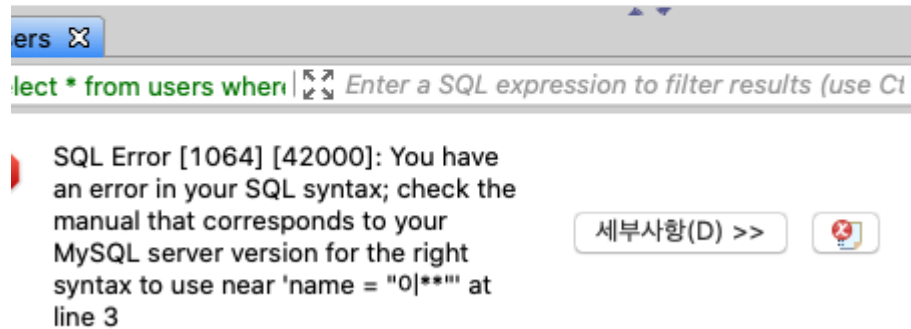 ers
lect * from users where Enter a SQL expression to filter results (use Ct
SQL Error [1064] [42000]: You have
an error in your SQL syntax; check the
manual that corresponds to your
MySQL server version for the right
syntax to use near 'name = "이**"' at
line 3
세부사항(D) >>